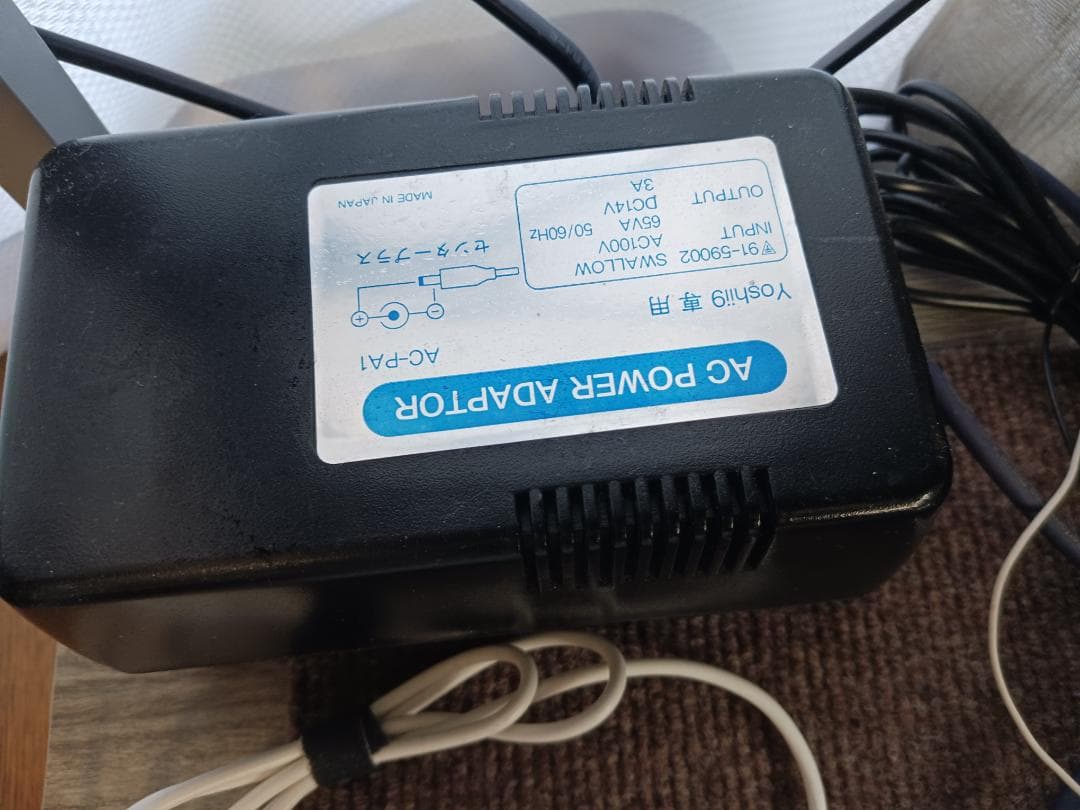 AC POWER ADAPTOR
AC-PA1
Yoshii9 専用
91-59002 SWALLOW
INPUT AC100V
65VA 50/60Hz
OUTPUT DC14V
3A
センタープラス
MADE IN JAPAN